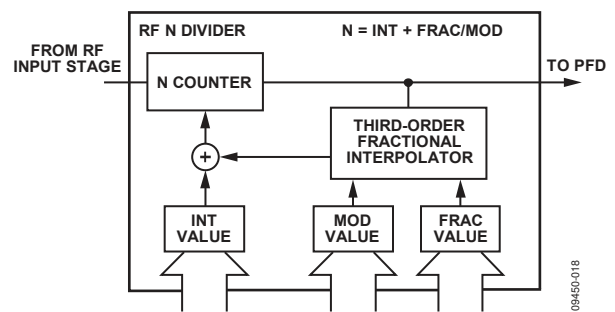 RF N DIVIDER
N = INT + FRAC/MOD
FROM RF
INPUT STAGE
TO PFD
N COUNTER
THIRD-ORDER
FRACTIONAL
INTERPOLATOR
+
INT
VALUE
MOD
VALUE
FRAC
VALUE
09450-018